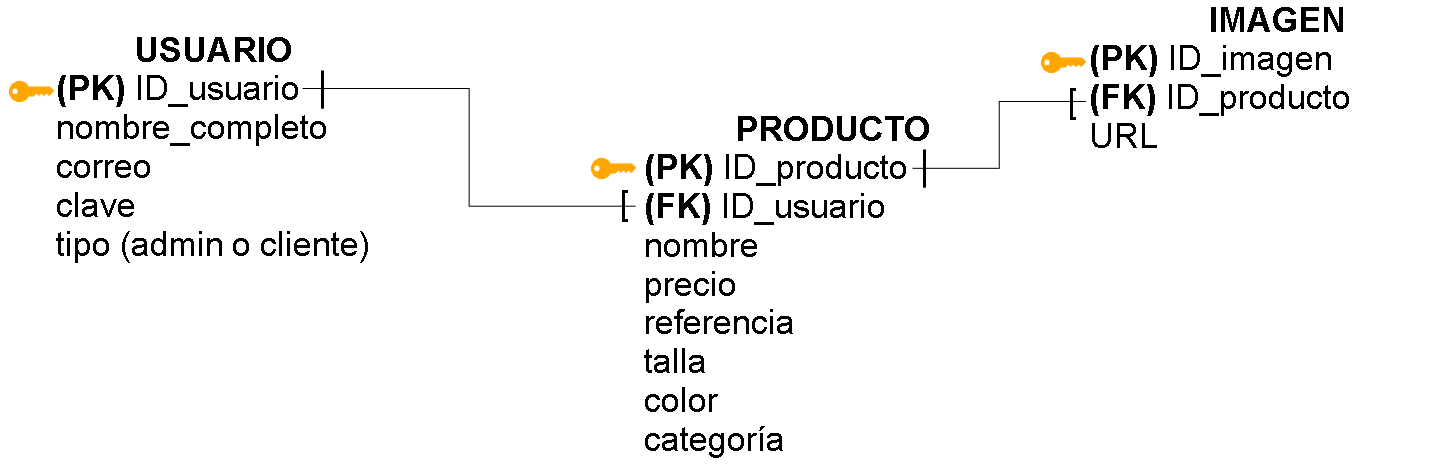 USUARIO
(PK) ID_usuario
nombre_completo
correo
clave
tipo (admin o cliente)
PRODUCTO
(PK) ID_producto
(FK) ID_usuario
nombre
precio
referencia
talla
color
categoría
IMAGEN
(PK) ID_imagen
(FK) ID_producto
URL